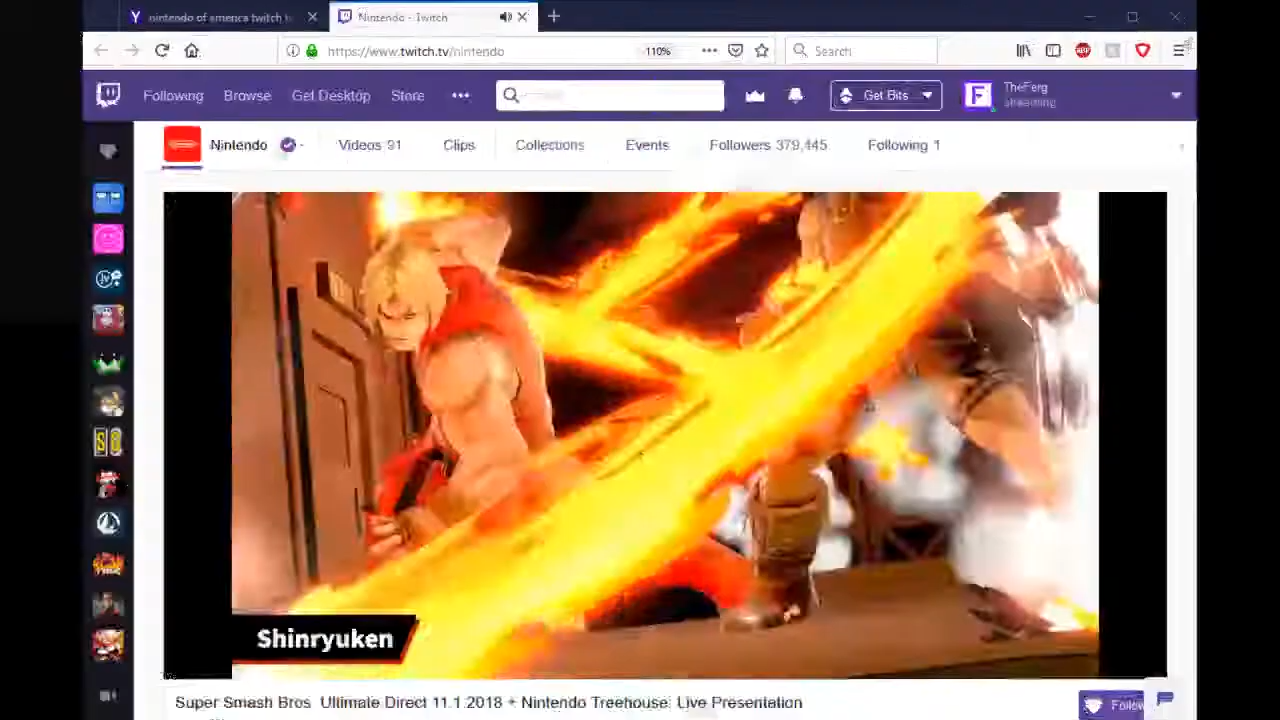 nintendo of america twitch
Nintendo - Twitch
https://www.twitch.tv/nintendo
110%
Search
ABP
Following
Browse
Get Desktop
Store
Get Bits
TheFerg
streaming
Nintendo
Videos 91
Clips
Collections
Events
Followers 379,445
Following 1
Shinryuken
Super Smash Bros Ultimate Direct 11.1.2018 + Nintendo Treehouse: Live Presentation
Follow